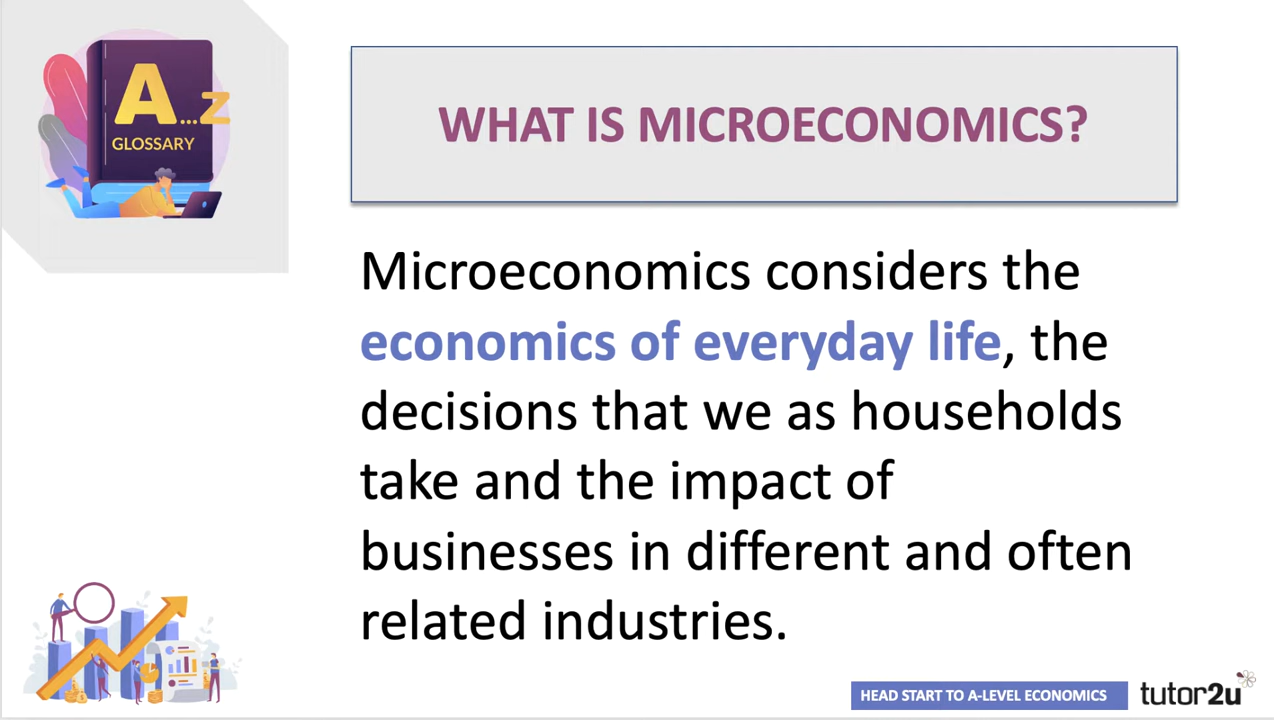 A...Z
GLOSSARY
WHAT IS MICROECONOMICS?
Microeconomics considers the
economics of everyday life, the
decisions that we as households
take and the impact of
businesses in different and often
related industries.
HEAD START TO A-LEVEL ECONOMICS
tutor2u